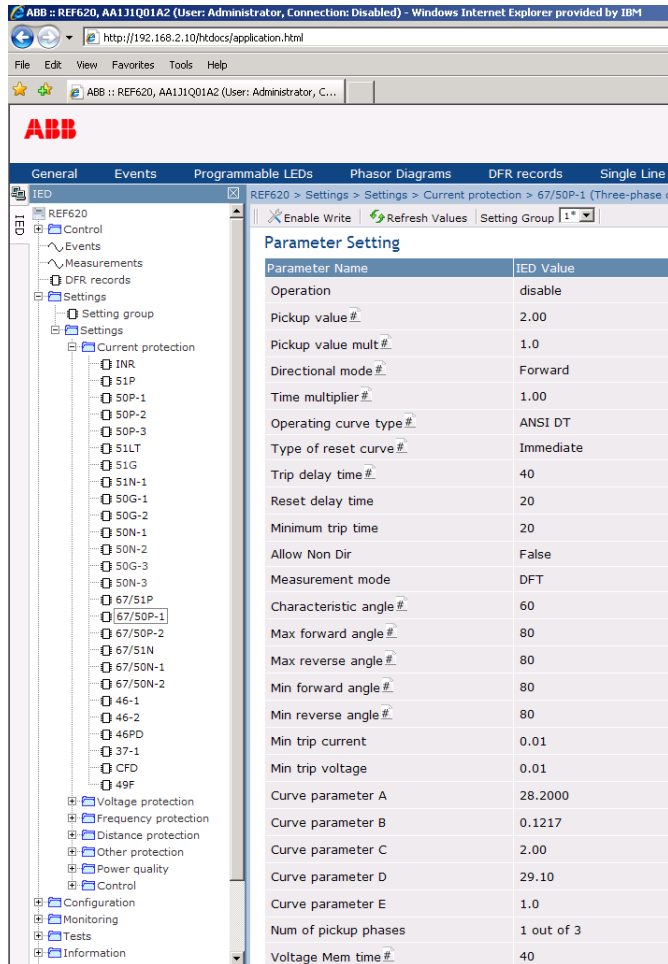 ABB :: REF620, AA1J1Q01A2 (User: Administrator, Connection: Disabled) - Windows Internet Explorer provided by IBM
http://192.168.2.10/htdocs/application.html
File Edit View Favorites Tools Help
ABB :: REF620, AA1J1Q01A2 (User: Administrator, C...
ABB
General Events Programmable LEDs Phasor Diagrams DFR records Single Line
IED
REF620 > Settings > Settings > Current protection > 67/50P-1 (Three-phase
IED
REF620
Control
Events
Measurements
DFR records
Settings
Setting group
Settings
Current protection
INR
51P
50P-1
50P-2
50P-3
51LT
51G
51N-1
50G-1
50G-2
50N-1
50N-2
50G-3
50N-3
67/51P
67/50P-1
67/50P-2
67/51N
67/50N-1
67/50N-2
46-1
46-2
46PD
37-1
CFD
49F
Voltage protection
Frequency protection
Distance protection
Other protection
Power quality
Control
Configuration
Monitoring
Tests
Information
Enable Write Refresh Values Setting Group 1*
Parameter Setting
Parameter Name IED Value
Operation disable
Pickup value # 2.00
Pickup value mult # 1.0
Directional mode # Forward
Time multiplier # 1.00
Operating curve type # ANSI DT
Type of reset curve # Immediate
Trip delay time # 40
Reset delay time 20
Minimum trip time 20
Allow Non Dir False
Measurement mode DFT
Characteristic angle # 60
Max forward angle # 80
Max reverse angle # 80
Min forward angle # 80
Min reverse angle # 80
Min trip current 0.01
Min trip voltage 0.01
Curve parameter A 28.2000
Curve parameter B 0.1217
Curve parameter C 2.00
Curve parameter D 29.10
Curve parameter E 1.0
Num of pickup phases 1 out of 3
Voltage Mem time # 40